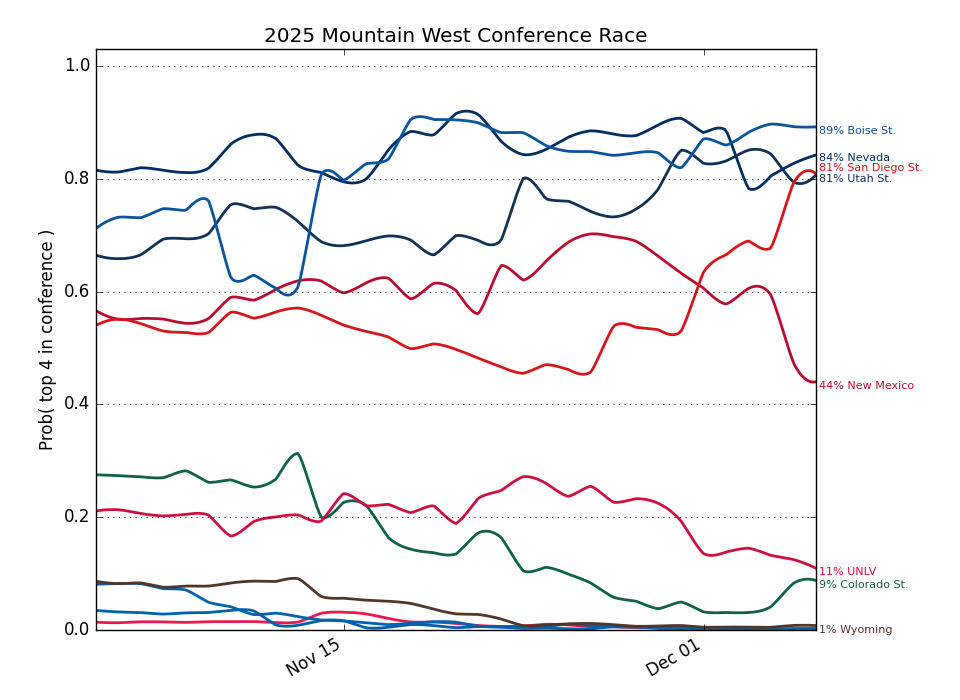 2025 Mountain West Conference Race
Prob( top 4 in conference )
1.0
0.8
0.6
0.4
0.2
0.0
Nov 15
Dec 01
89% Boise St.
84% Nevada
81% San Diego St.
81% Utah St.
44% New Mexico
11% UNLV
9% Colorado St.
1% Wyoming